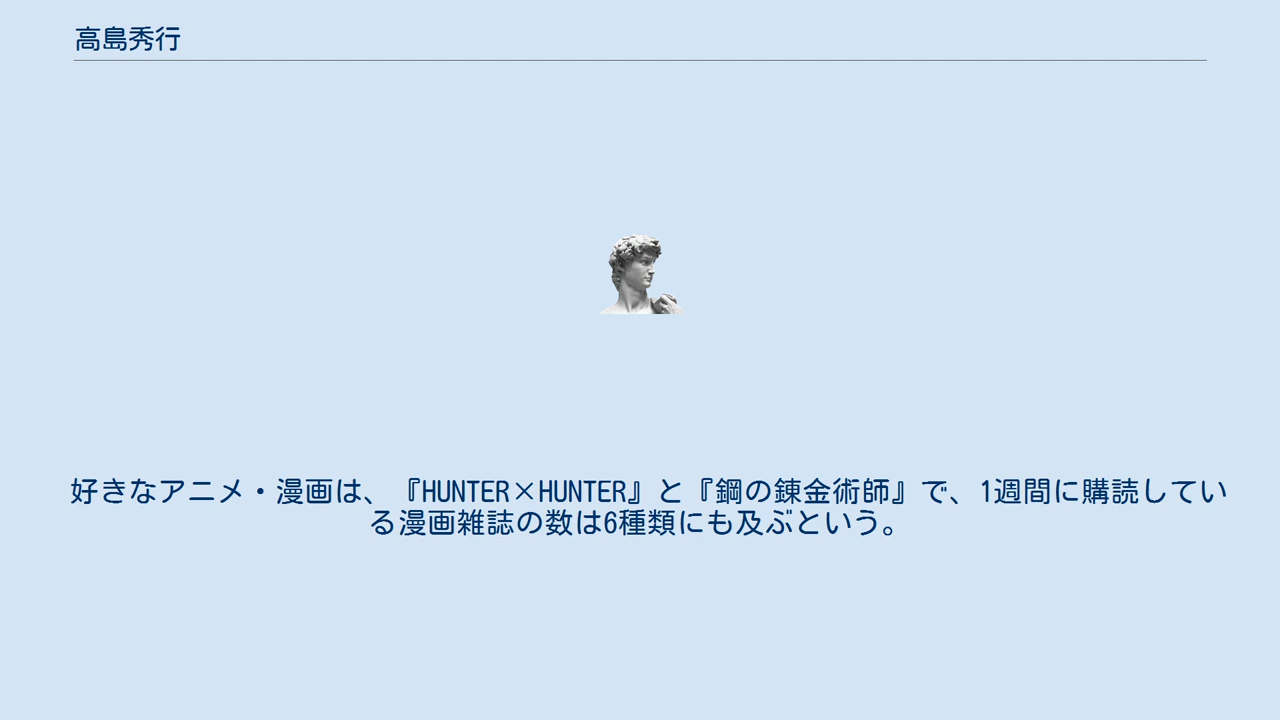 高島秀行
好きなアニメ・漫画は、『HUNTER×HUNTER』と『鋼の錬金術師』で、1週間に購読してい
る漫画雑誌の数は6種類にも及ぶという。